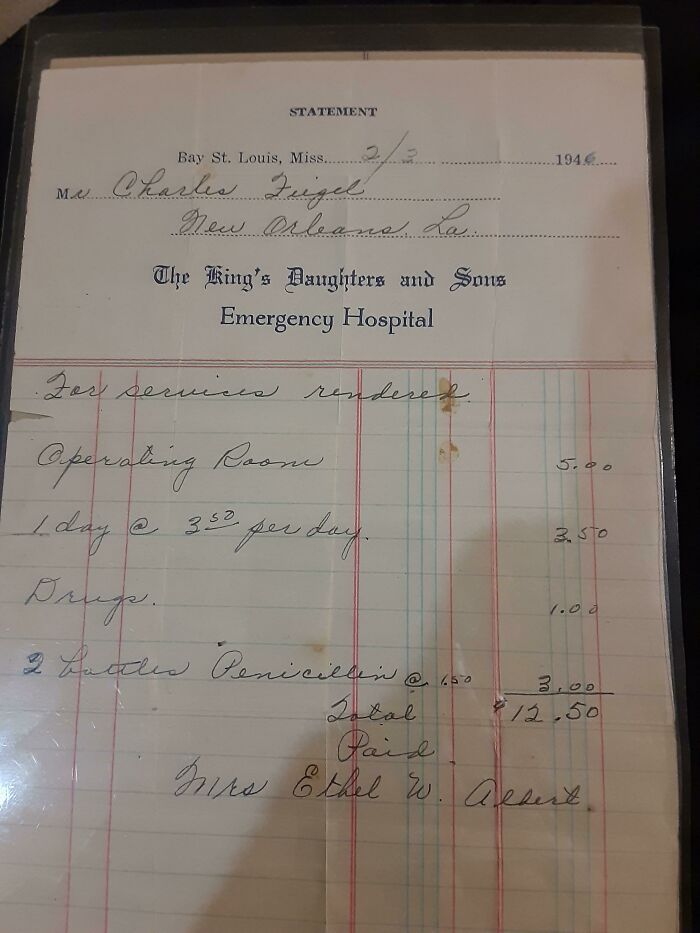 STATEMENT
Bay St. Louis, Miss. 2/3 1946
Mr Charles Fiegel
New Orleans, La.
The King's Daughters and Sons
Emergency Hospital
For services rendered.
Operating Room 5.00
1 day @ 3 50 per day. 3.50
Drugs. 1.00
2 bottles Penicillin @ 1.50 3.00
Total $12.50
Paid
Mrs Ethel W. Albert.